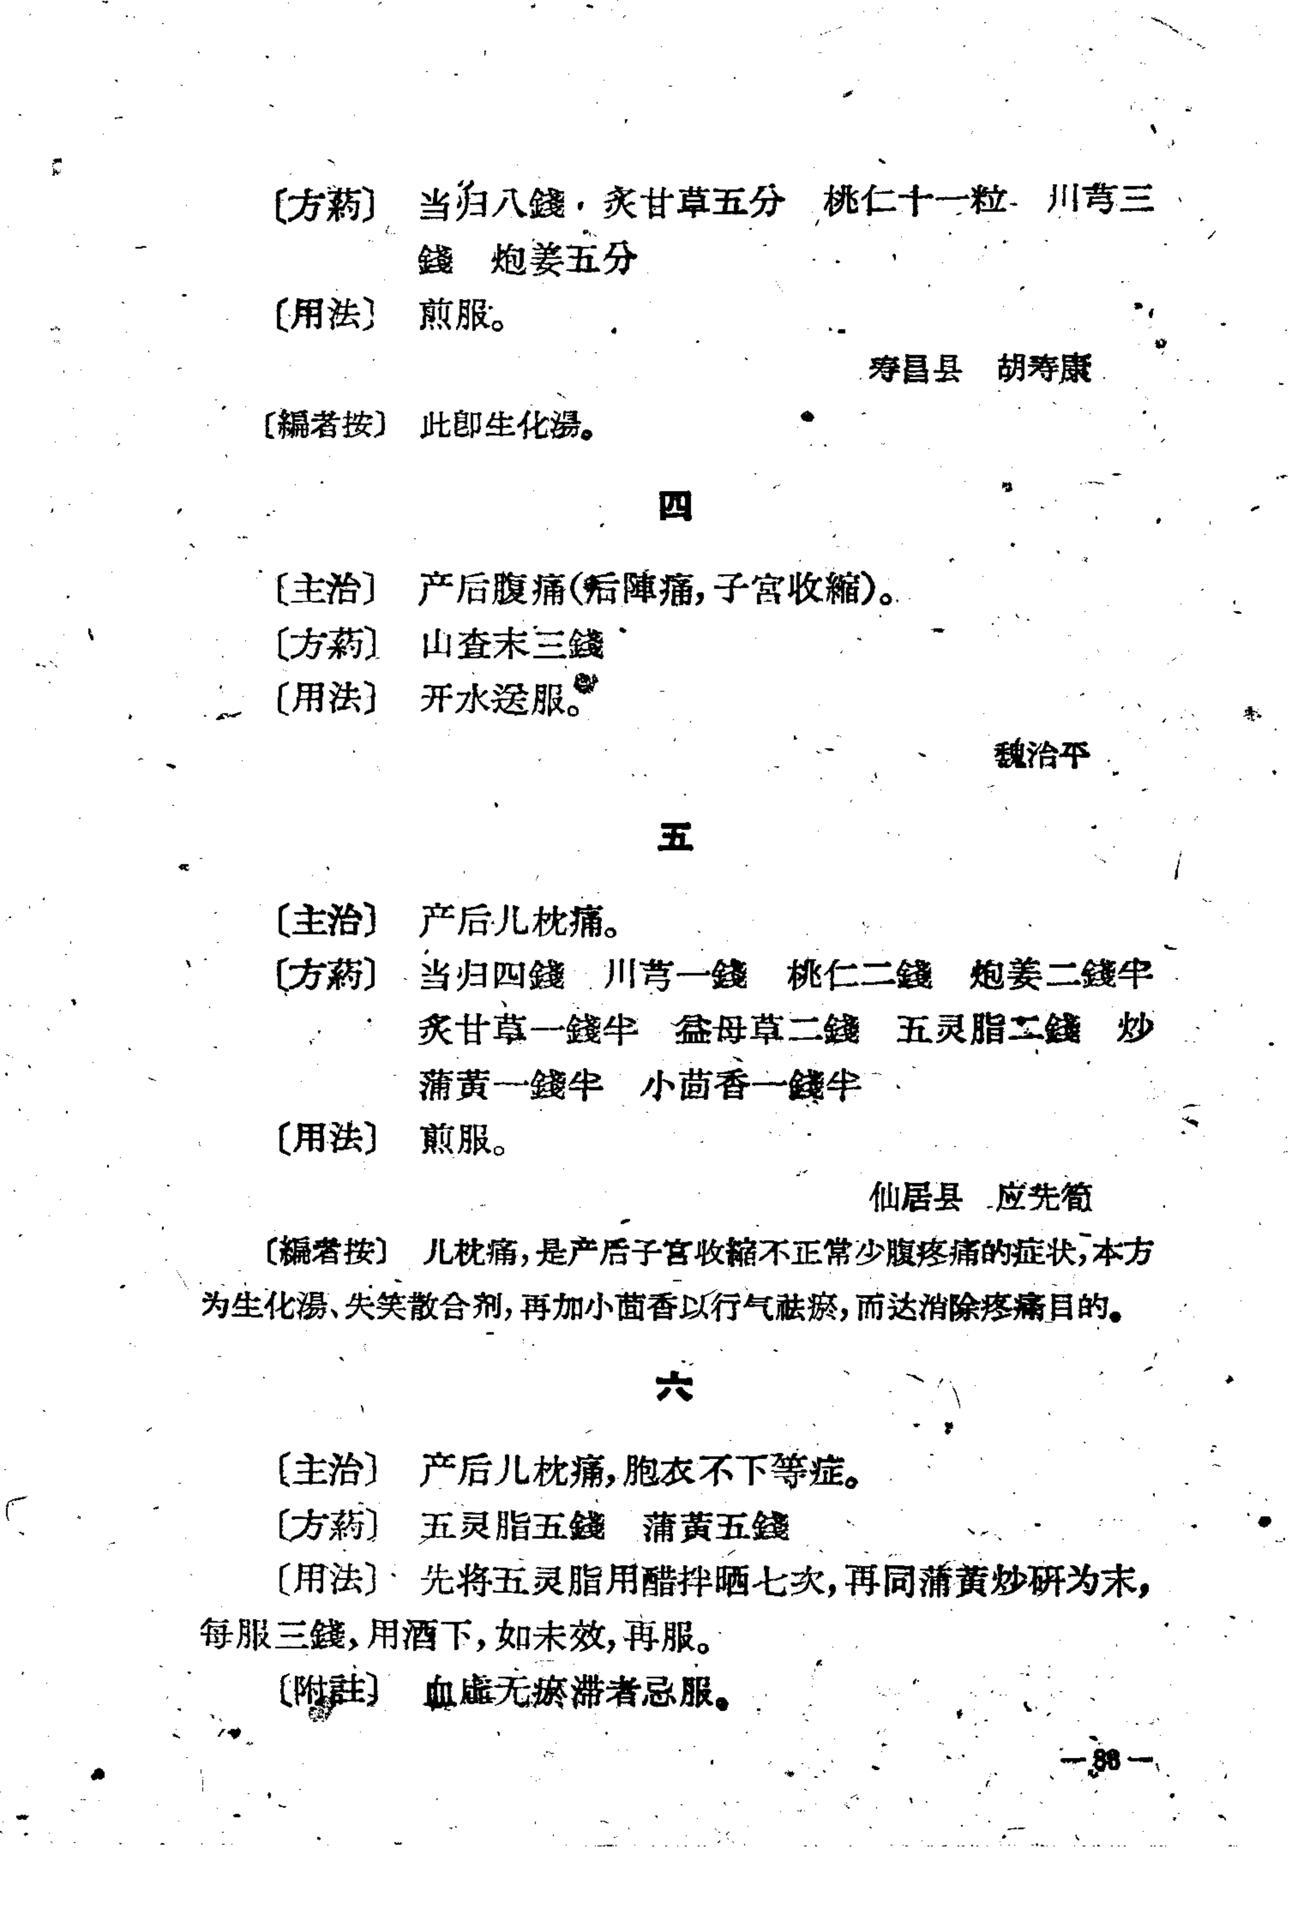 〔方葯〕 当归八錢 炙甘草五分 桃仁十一粒 川芎三
錢 炮姜五分
〔用法〕 煎服。
寿昌县 胡寿康
〔編者按〕 此卽生化湯。
四
〔主治〕 产后腹痛(后陣痛,子宮收縮)。
〔方葯〕 山查末三錢
〔用法〕 开水送服。
魏治平
五
〔主治〕 产后儿枕痛。
〔方葯〕 当归四錢 川芎一錢 桃仁二錢 炮姜二錢半
炙甘草一錢半 益母草二錢 五灵脂二錢 炒
蒲黃一錢半 小茴香一錢半
〔用法〕 煎服。
仙居县 应先筍
〔編者按〕 儿枕痛,是产后子宮收縮不正常少腹疼痛的症状,本方
为生化湯、失笑散合剂,再加小茴香以行气祛瘀,而达消除疼痛目的。
六
〔主治〕 产后儿枕痛,胞衣不下等症。
〔方葯〕 五灵脂五錢 蒲黃五錢
〔用法〕 先将五灵脂用醋拌晒七次,再同蒲黃炒研为末,
每服三錢,用酒下,如未效,再服。
〔附註〕 血虛无瘀滞者忌服。